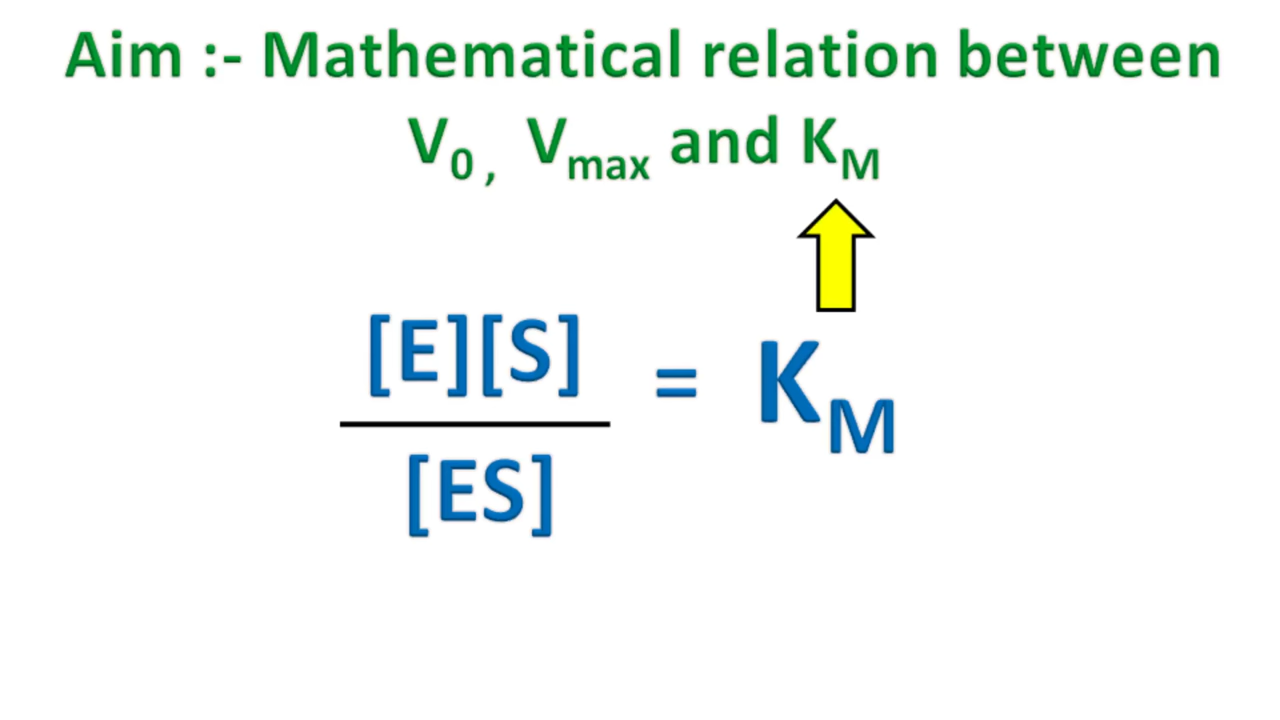 Aim :- Mathematical relation between
V0 , Vmax and KM
[E][S]
= KM
[ES]